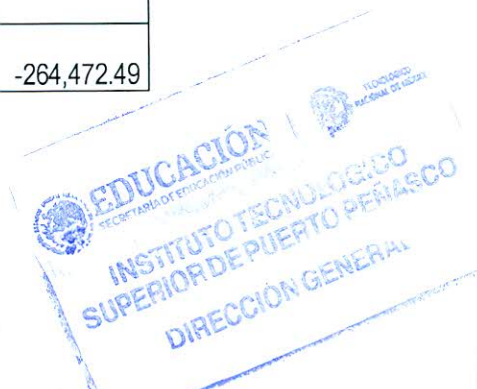 -264,472.49
EDUCACIÓN
SECRETARÍA DE EDUCACIÓN PÚBLICA
TECNOLÓGICO
NACIONAL DE MÉXICO
INSTITUTO TECNOLÓGICO
SUPERIOR DE PUERTO PEÑASCO
DIRECCIÓN GENERAL